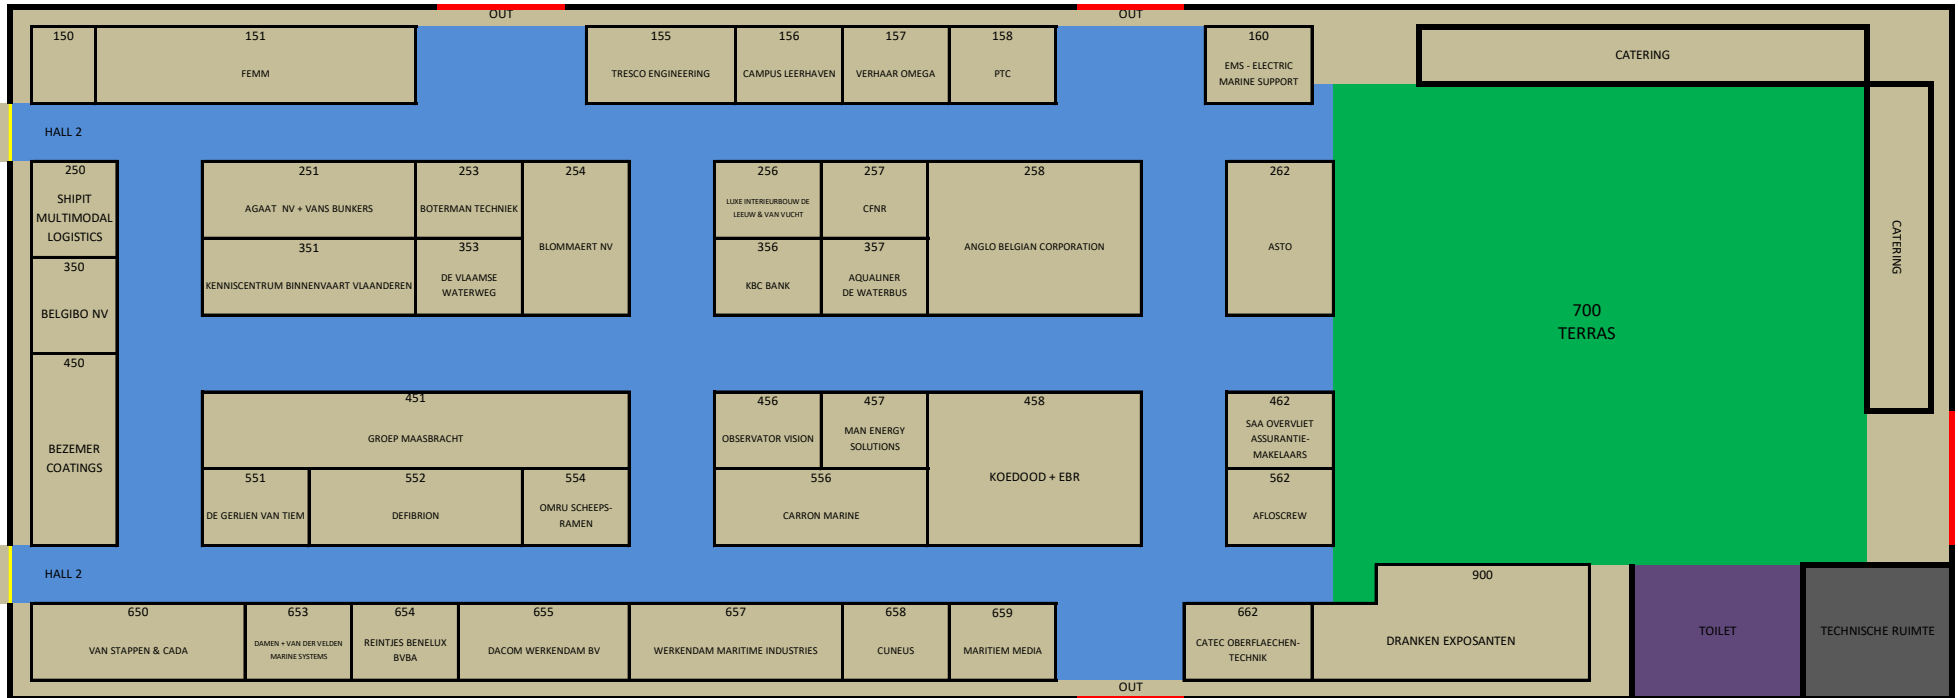 OUT
OUT
150
151
FEMM
155
TRESCO ENGINEERING
156
CAMPUS LEERHAVEN
157
VERHAAR OMEGA
158
PTC
160
EMS - ELECTRIC
MARINE SUPPORT
CATERING
CATERING
HALL 2
250
SHIPIT
MULTIMODAL
LOGISTICS
251
AGAAT NV + VANS BUNKERS
253
BOTERMAN TECHNIEK
254
BLOMMAERT NV
256
LUXE INTERIEURBOUW DE
LEEUW & VAN VUCHT
257
CFNR
258
ANGLO BELGIAN CORPORATION
262
ASTO
350
BELGIBO NV
351
KENNISCENTRUM BINNENVAART VLAANDEREN
353
DE VLAAMSE
WATERWEG
356
KBC BANK
357
AQUALINER
DE WATERBUS
700
TERRAS
450
BEZEMER
COATINGS
451
GROEP MAASBRACHT
456
OBSERVATOR VISION
457
MAN ENERGY
SOLUTIONS
458
KOEDOOD + EBR
462
SAA OVERVLIET
ASSURANTIE-
MAKELAARS
551
DE GERLIEN VAN TIEM
552
DEFIBRION
554
OMRU SCHEEPS-
RAMEN
556
CARRON MARINE
562
AFLOSCREW
HALL 2
650
VAN STAPPEN & CADA
653
DAMEN + VAN DER VELDEN
MARINE SYSTEMS
654
REINTJES BENELUX
BVBA
655
DACOM WERKENDAM BV
657
WERKENDAM MARITIME INDUSTRIES
658
CUNEUS
659
MARITIEM MEDIA
662
CATEC OBERFLAECHEN-
TECHNIK
900
DRANKEN EXPOSANTEN
TOILET
TECHNISCHE RUIMTE
OUT